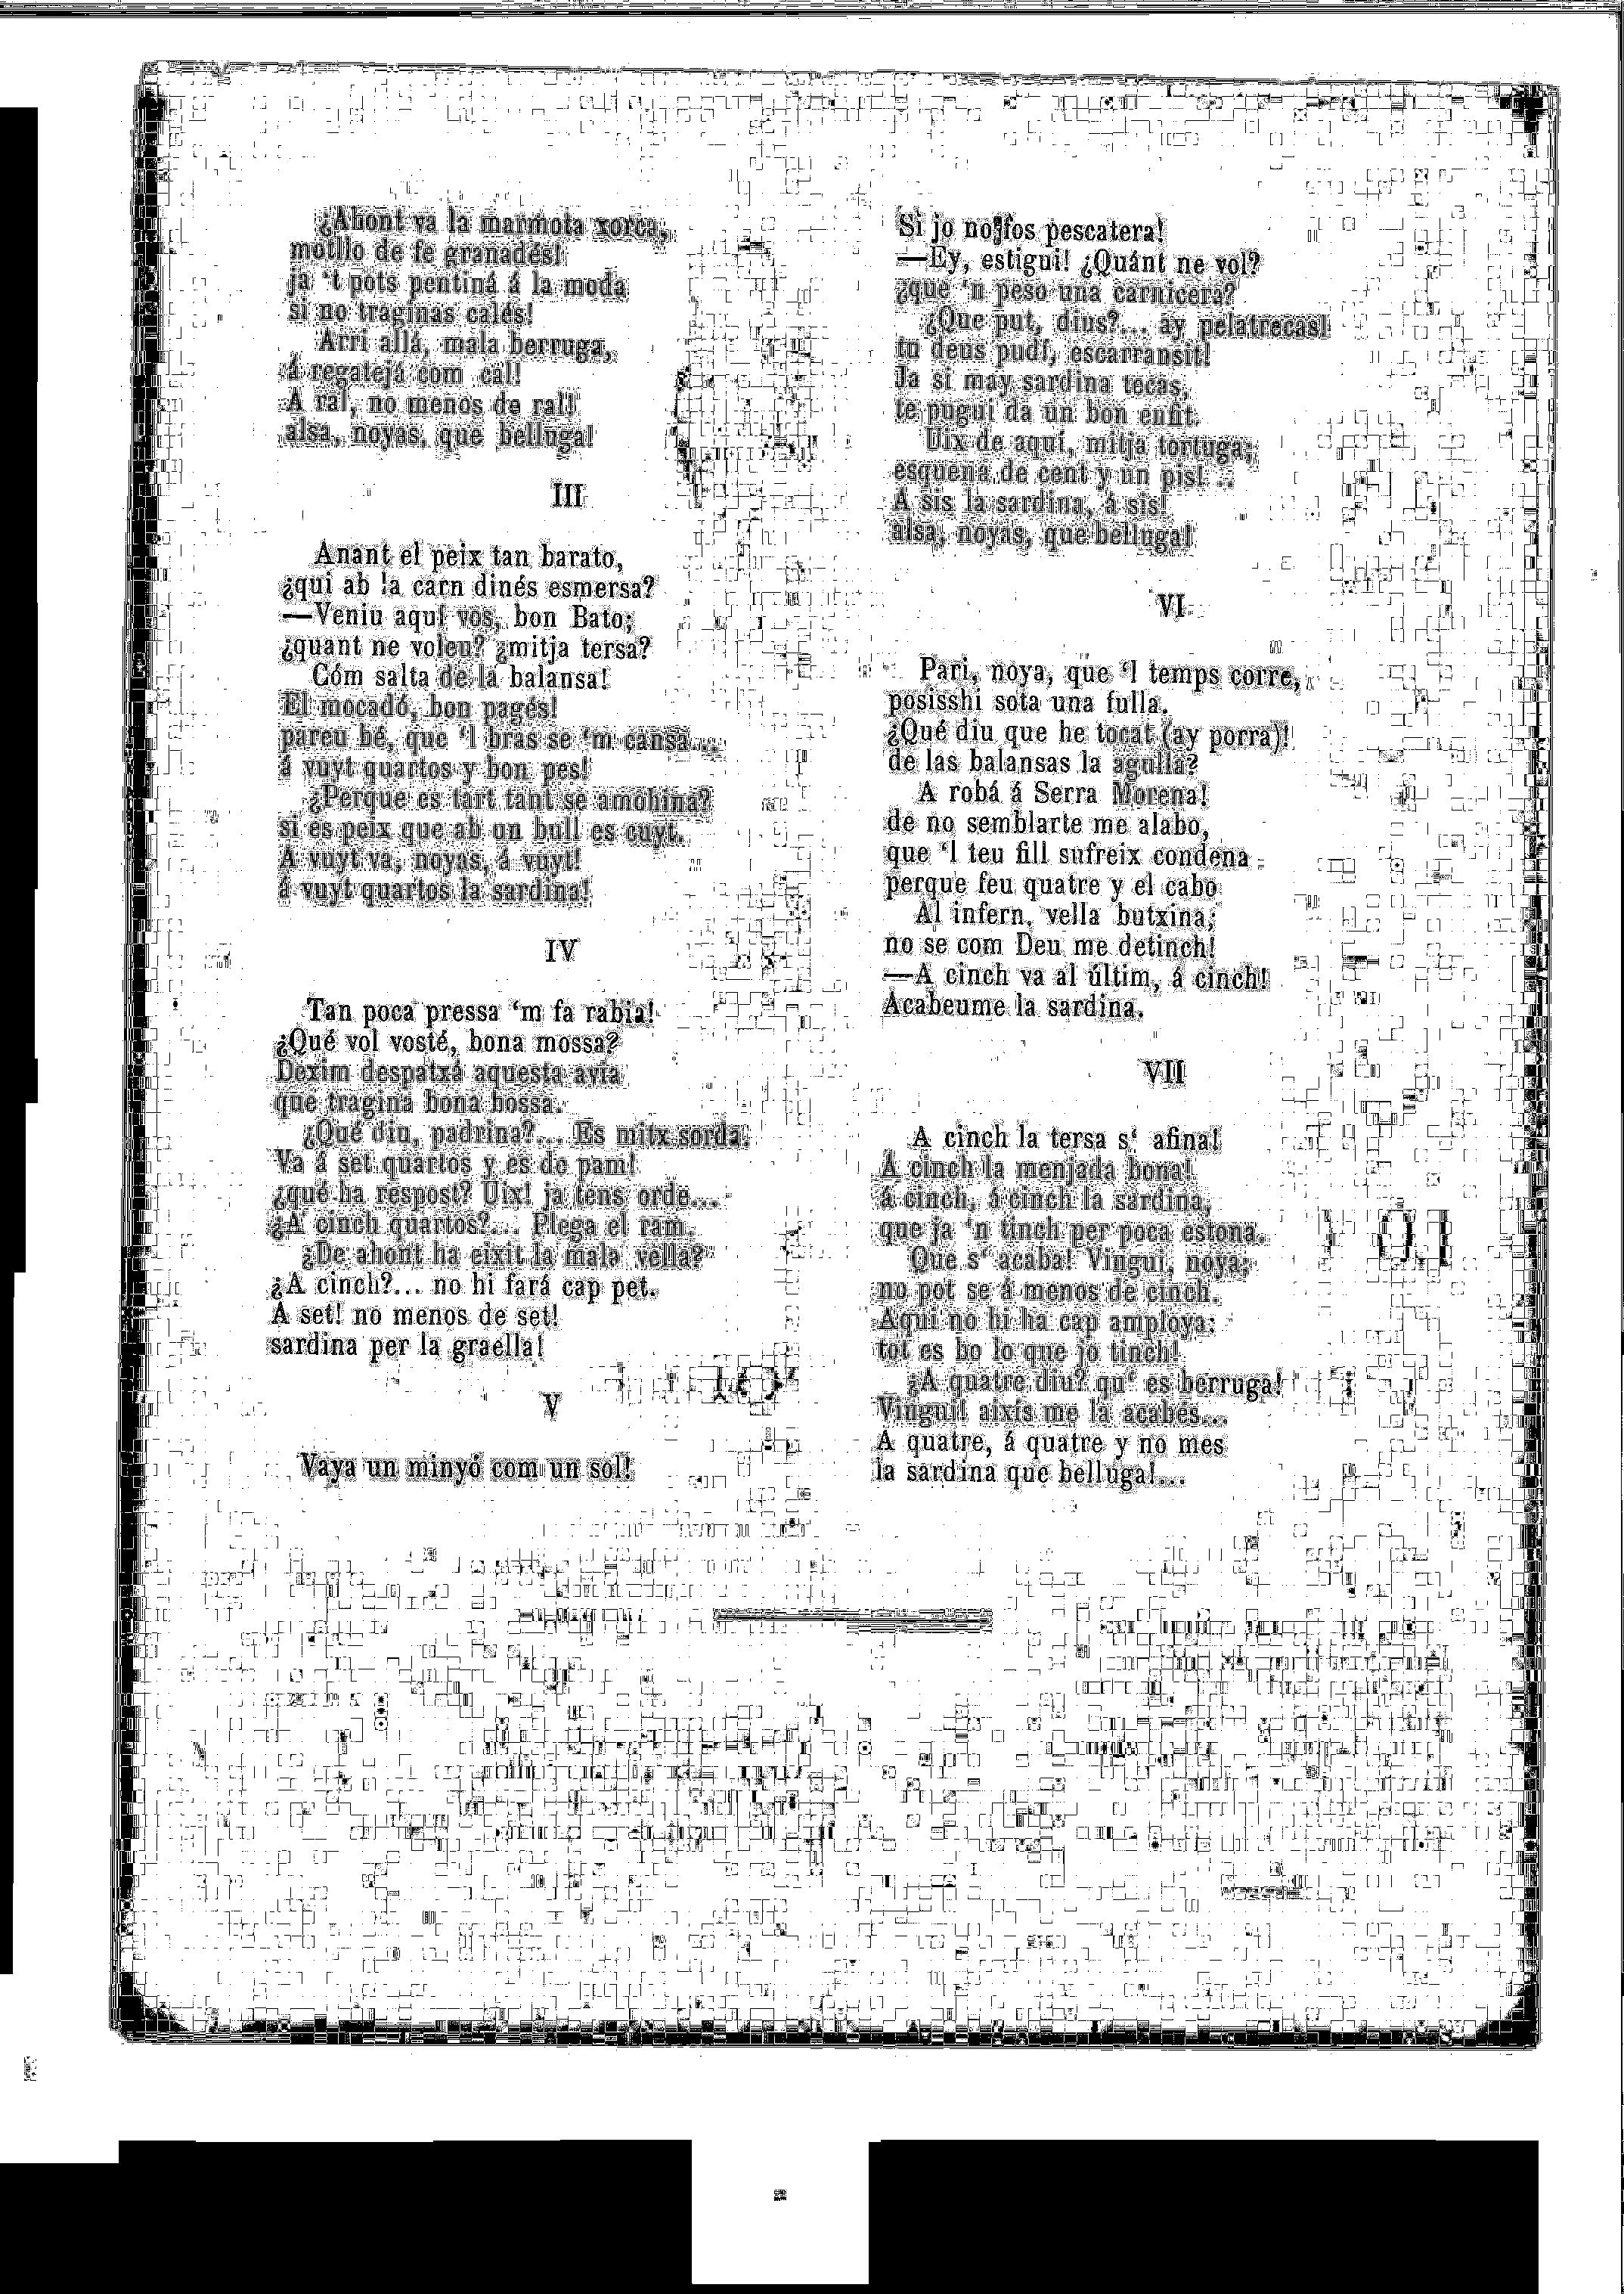 ¿Ahont va la marmota xorca,
motllo de fe granadés!
ja 't pots pentiná á la moda
si no traginas calés!
Arri allá, mala berruga,
á regatejá com cal!
A ral, no menos de ral!
alsa, noyas, que belluga!
III
Anant el peix tan barato,
¿qui ab la carn dinés esmersa?
—Veniu aquí vos, bon Bato;
¿quant ne voleu? ¿mitja tersa?
Cóm salta de la balansa!
El mocadó, bon pagés!
pareu bé, que 'l bras se 'm cansa...
á vuyt quartos y bon pes!
¿Perque es tart tant se amohina?
si es peix que ab un bull es cuyt.
A vuyt va, noyas, á vuyt!
á vuyt quartos la sardina!
IV
Tan poca pressa 'm fa rabia!
¿Qué vol vosté, bona mossa?
Dexim despatxá aquesta avia
que tragina bona bossa.
¿Qué diu, padrina?... Es mitx sorda.
Va á set quartos y es de pam!
¿qué ha respost? Uix! ja tens orde...
¿A cinch quartos?... Plega el ram.
¿De ahont ha eixit la mala vella?
¿A cinch?... no hi fará cap pet.
A set! no menos de set!
sardina per la graella!
V
Vaya un minyó com un sol!
Si jo no fos pescatera!
—Ey, estigui! ¿Quánt ne vol?
¿que 'n peso una carnicera?
¿Que put, dius?... ay pelatrecas!
tu deus pudí, escarransit!
Ja si may sardina tecas,
te pugui da un bon enfit.
Uix de aquí, mitja tortuga;
esquena de cent y un pis!...
A sis la sardina, á sis!
alsa, noyas, que belluga!
VI
Pari, noya, que 'l temps corre,
posisshi sota una fulla.
¿Qué diu que he tocat (ay porra)!
de las balansas la agulla?
A robá á Serra Morena!
de no semblarte me alabo,
que 'l teu fill sufreix condena
perque feu quatre y el cabo
Al infern, vella butxina;
no se com Deu me detinch!
—A cinch va al últim, á cinch!
Acabeume la sardina.
VII
A cinch la tersa s' afina!
A cinch la menjada bona!
á cinch, á cinch la sardina,
que ja 'n tinch per poca estona.
Que s' acaba! Vingui, noya;
no pot se á menos de cinch.
Aquí no hi ha cap amploya:
tot es bo lo que jo tinch!
¿A quatre diu? qu' es berruga!
Vingui! aixís me la acabés...
A quatre, á quatre y no mes
la sardina que belluga!...